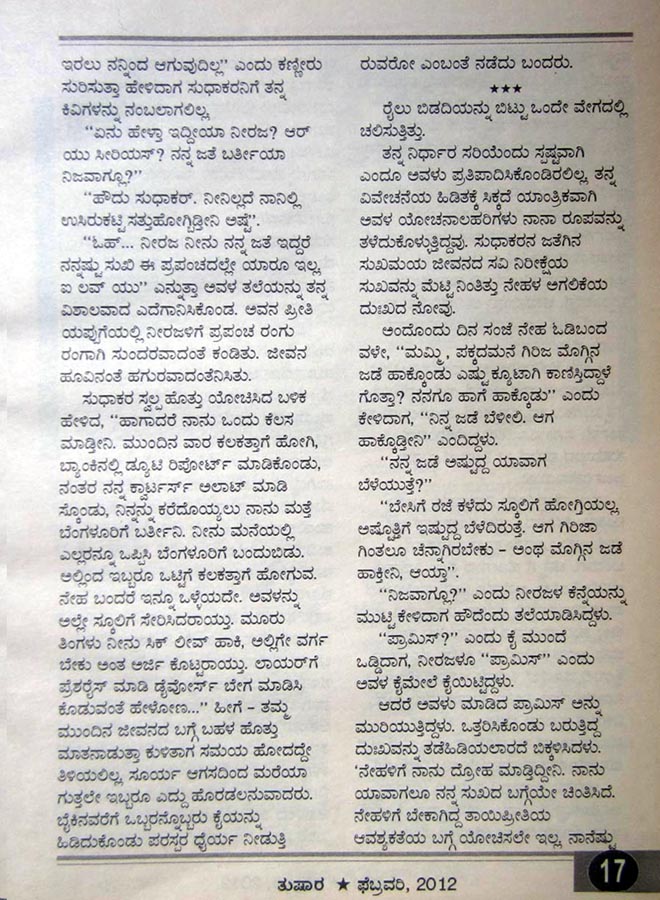 ಇರಲು ನನ್ನಿಂದ ಆಗುವುದಿಲ್ಲ” ಎಂದು ಕಣ್ಣೀರು
ಸುರಿಸುತ್ತಾ ಹೇಳಿದಾಗ ಸುಧಾಕರನಿಗೆ ತನ್ನ
ಕಿವಿಗಳನ್ನು ನಂಬಲಾಗಲಿಲ್ಲ.
“ಏನು ಹೇಳ್ತಾ ಇದ್ದೀಯಾ ನೀರಜ? ಆರ್
ಯು ಸೀರಿಯಸ್? ನನ್ನ ಜತೆ ಬರ್ತೀಯಾ
ನಿಜವಾಗ್ಲೂ?”
“ಹೌದು ಸುಧಾಕರ್. ನೀನಿಲ್ಲದೆ ನಾನಿಲ್ಲಿ
ಉಸಿರುಕಟ್ಟಿ ಸತ್ತುಹೋಗ್ಬಿಡ್ತೀನಿ ಅಷ್ಟೆ”.
“ಓಹ್... ನೀರಜ ನೀನು ನನ್ನ ಜತೆ ಇದ್ದರೆ
ನನ್ನಷ್ಟು ಸುಖಿ ಈ ಪ್ರಪಂಚದಲ್ಲೇ ಯಾರೂ ಇಲ್ಲ.
ಐ ಲವ್ ಯು” ಎನ್ನುತ್ತಾ ಅವಳ ತಲೆಯನ್ನು ತನ್ನ
ವಿಶಾಲವಾದ ಎದೆಗಾನಿಸಿಕೊಂಡ. ಅವನ ಪ್ರೀತಿ
ಯಪ್ಪುಗೆಯಲ್ಲಿ ನೀರಜಳಿಗೆ ಪ್ರಪಂಚ ರಂಗು
ರಂಗಾಗಿ ಸುಂದರವಾದಂತೆ ಕಂಡಿತು. ಜೀವನ
ಹೂವಿನಂತೆ ಹಗುರವಾದಂತೆನಿಸಿತು.
ಸುಧಾಕರ ಸ್ವಲ್ಪ ಹೊತ್ತು ಯೋಚಿಸಿದ ಬಳಿಕ
ಹೇಳಿದ, “ಹಾಗಾದರೆ ನಾನು ಒಂದು ಕೆಲಸ
ಮಾಡ್ತೀನಿ. ಮುಂದಿನ ವಾರ ಕಲಕತ್ತಾಗೆ ಹೋಗಿ,
ಬ್ಯಾಂಕಿನಲ್ಲಿ ಡ್ಯೂಟಿ ರಿಪೋರ್ಟ್ ಮಾಡಿಕೊಂಡು,
ನಂತರ ನನ್ನ ಕ್ವಾರ್ಟರ್ಸ್ ಅಲಾಟ್ ಮಾಡಿ
ಸ್ಕೊಂಡು, ನಿನ್ನನ್ನು ಕರೆದೊಯ್ಯಲು ನಾನು ಮತ್ತೆ
ಬೆಂಗಳೂರಿಗೆ ಬರ್ತೀನಿ. ನೀನು ಮನೆಯಲ್ಲಿ
ಎಲ್ಲರನ್ನೂ ಒಪ್ಪಿಸಿ ಬೆಂಗಳೂರಿಗೆ ಬಂದುಬಿಡು.
ಅಲ್ಲಿಂದ ಇಬ್ಬರೂ ಒಟ್ಟಿಗೆ ಕಲಕತ್ತಾಗೆ ಹೋಗುವ.
ನೇಹ ಬಂದರೆ ಇನ್ನೂ ಒಳ್ಳೆಯದೇ. ಅವಳನ್ನು
ಅಲ್ಲೇ ಸ್ಕೂಲಿಗೆ ಸೇರಿಸಿದರಾಯ್ತು. ಮೂರು
ತಿಂಗಳು ನೀನು ಸಿಕ್ ಲೀವ್ ಹಾಕಿ, ಅಲ್ಲಿಗೇ ವರ್ಗ
ಬೇಕು ಅಂತ ಅರ್ಜಿ ಕೊಟ್ಟರಾಯ್ತು. ಲಾಯರ್‌ಗೆ
ಪ್ರೆಶರೈಸ್ ಮಾಡಿ ಡೈವೋರ್ಸ್ ಬೇಗ ಮಾಡಿಸಿ
ಕೊಡುವಂತೆ ಹೇಳೋಣ...” ಹೀಗೆ – ತಮ್ಮ
ಮುಂದಿನ ಜೀವನದ ಬಗ್ಗೆ ಬಹಳ ಹೊತ್ತು
ಮಾತನಾಡುತ್ತಾ ಕುಳಿತಾಗ ಸಮಯ ಹೋದದ್ದೇ
ತಿಳಿಯಲಿಲ್ಲ. ಸೂರ್ಯ ಆಗಸದಿಂದ ಮರೆಯಾ
ಗುತ್ತಲೇ ಇಬ್ಬರೂ ಎದ್ದು ಹೊರಡಲನುವಾದರು.
ಬೈಕಿನವರೆಗೆ ಒಬ್ಬರನ್ನೊಬ್ಬರು ಕೈಯನ್ನು
ಹಿಡಿದುಕೊಂಡು ಪರಸ್ಪರ ಧೈರ್ಯ ನೀಡುತ್ತಿ
ರುವರೋ ಎಂಬಂತೆ ನಡೆದು ಬಂದರು.
★★★
ರೈಲು ಬಿಡದಿಯನ್ನು ಬಿಟ್ಟು ಒಂದೇ ವೇಗದಲ್ಲಿ
ಚಲಿಸುತ್ತಿತ್ತು.
ತನ್ನ ನಿರ್ಧಾರ ಸರಿಯೆಂದು ಸ್ಪಷ್ಟವಾಗಿ
ಎಂದೂ ಅವಳು ಪ್ರತಿಪಾದಿಸಿಕೊಂಡಿರಲಿಲ್ಲ. ತನ್ನ
ವಿವೇಚನೆಯ ಹಿಡಿತಕ್ಕೆ ಸಿಕ್ಕದೆ ಯಾಂತ್ರಿಕವಾಗಿ
ಅವಳ ಯೋಚನಾಲಹರಿಗಳು ನಾನಾ ರೂಪವನ್ನು
ತಳೆದುಕೊಳ್ಳುತ್ತಿದ್ದವು. ಸುಧಾಕರನ ಜತೆಗಿನ
ಸುಖಮಯ ಜೀವನದ ಸವಿ ನಿರೀಕ್ಷೆಯ
ಸುಖವನ್ನು ಮೆಟ್ಟಿ ನಿಂತಿತ್ತು ನೇಹಳ ಅಗಲಿಕೆಯ
ದುಃಖದ ನೋವು.
ಅಂದೊಂದು ದಿನ ಸಂಜೆ ನೇಹ ಓಡಿಬಂದ
ವಳೇ, “ಮಮ್ಮಿ, ಪಕ್ಕದಮನೆ ಗಿರಿಜ ಮೊಗ್ಗಿನ
ಜಡೆ ಹಾಕ್ಕೊಂಡು ಎಷ್ಟು ಕ್ಯೂಟಾಗಿ ಕಾಣಿಸ್ತಿದ್ದಾಳೆ
ಗೊತ್ತಾ? ನನಗೂ ಹಾಗೆ ಹಾಕ್ಕೊಡು” ಎಂದು
ಕೇಳಿದಾಗ, “ನಿನ್ನ ಜಡೆ ಬೆಳೀಲಿ. ಆಗ
ಹಾಕ್ಕೊಡ್ತೀನಿ” ಎಂದಿದ್ದಳು.
“ನನ್ನ ಜಡೆ ಅಷ್ಟುದ್ದ ಯಾವಾಗ
ಬೆಳೆಯುತ್ತೆ?”
“ಬೇಸಿಗೆ ರಜೆ ಕಳೆದು ಸ್ಕೂಲಿಗೆ ಹೋಗ್ತಿಯಲ್ಲ.
ಅಷ್ಟೊತ್ತಿಗೆ ಇಷ್ಟುದ್ದ ಬೆಳೆದಿರುತ್ತೆ. ಆಗ ಗಿರಿಜಾ
ಗಿಂತಲೂ ಚೆನ್ನಾಗಿರಬೇಕು – ಅಂಥ ಮೊಗ್ಗಿನ ಜಡೆ
ಹಾಕ್ತೀನಿ, ಆಯ್ತಾ”.
“ನಿಜವಾಗ್ಲೂ?” ಎಂದು ನೀರಜಳ ಕೆನ್ನೆಯನ್ನು
ಮುಟ್ಟಿ ಕೇಳಿದಾಗ ಹೌದೆಂದು ತಲೆಯಾಡಿಸಿದ್ದಳು.
“ಪ್ರಾಮಿಸ್?” ಎಂದು ಕೈ ಮುಂದೆ
ಒಡ್ಡಿದಾಗ, ನೀರಜಳೂ “ಪ್ರಾಮಿಸ್” ಎಂದು
ಅವಳ ಕೈಮೇಲೆ ಕೈಯಿಟ್ಟಿದ್ದಳು.
ಆದರೆ ಅವಳು ಮಾಡಿದ ಪ್ರಾಮಿಸ್ ಅನ್ನು
ಮುರಿಯುತ್ತಿದ್ದಳು. ಒತ್ತರಿಸಿಕೊಂಡು ಬರುತ್ತಿದ್ದ
ದುಃಖವನ್ನು ತಡೆಹಿಡಿಯಲಾರದೆ ಬಿಕ್ಕಳಿಸಿದಳು.
‘ನೇಹಳಿಗೆ ನಾನು ದ್ರೋಹ ಮಾಡ್ತಿದ್ದೀನಿ. ನಾನು
ಯಾವಾಗಲೂ ನನ್ನ ಸುಖದ ಬಗ್ಗೆಯೇ ಚಿಂತಿಸಿದೆ.
ನೇಹಳಿಗೆ ಬೇಕಾಗಿದ್ದ ತಾಯಿಪ್ರೀತಿಯ
ಆವಶ್ಯಕತೆಯ ಬಗ್ಗೆ ಯೋಚಿಸಲೇ ಇಲ್ಲ. ನಾನೆಷ್ಟು
ತುಷಾರ ★ ಫೆಬ್ರವರಿ, 2012
17